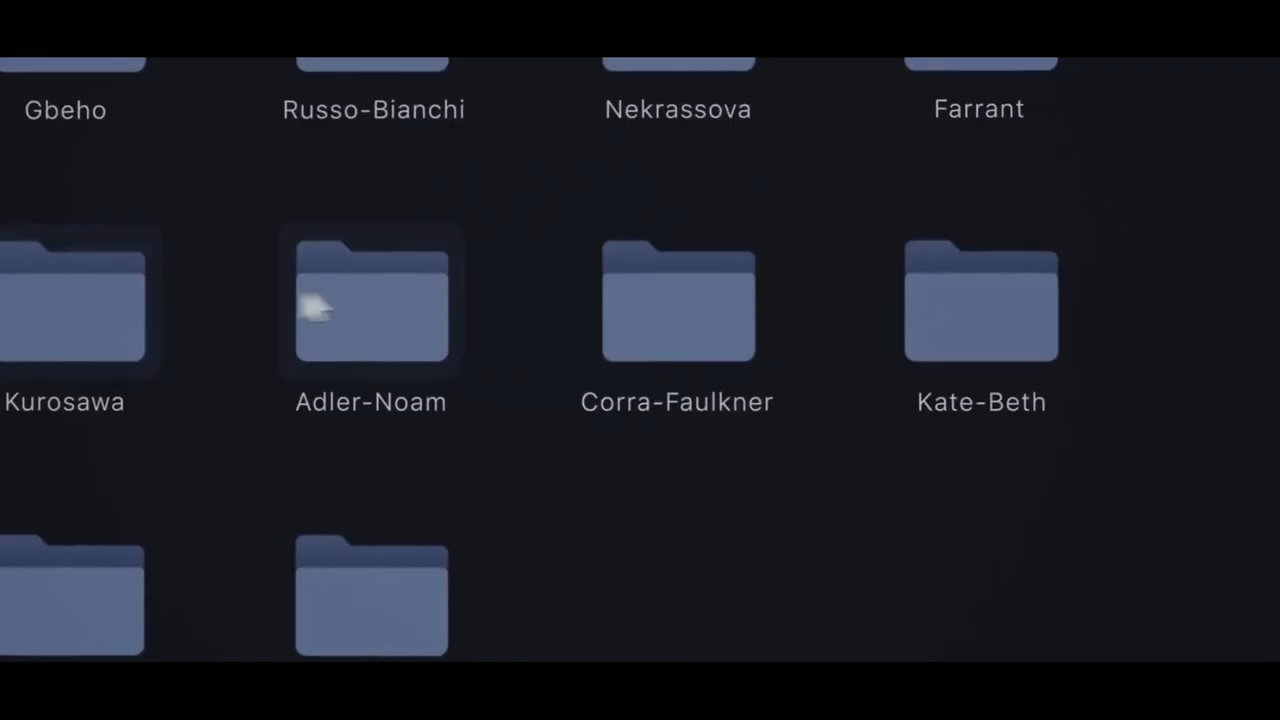 Gbeho
Russo-Bianchi
Nekrassova
Farrant
Kurosawa
Adler-Noam
Corra-Faulkner
Kate-Beth